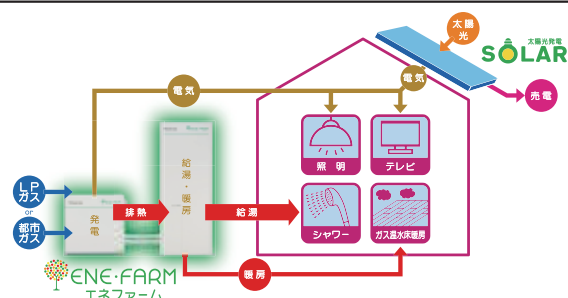 太陽
光
太陽光発電
SOLAR
電気
電気
売電
照明
テレビ
給湯・暖房
LP
ガス
or
都市
ガス
発電
排熱
給湯
シャワー
ガス温水床暖房
暖房
ENE・FARM
エネファーム